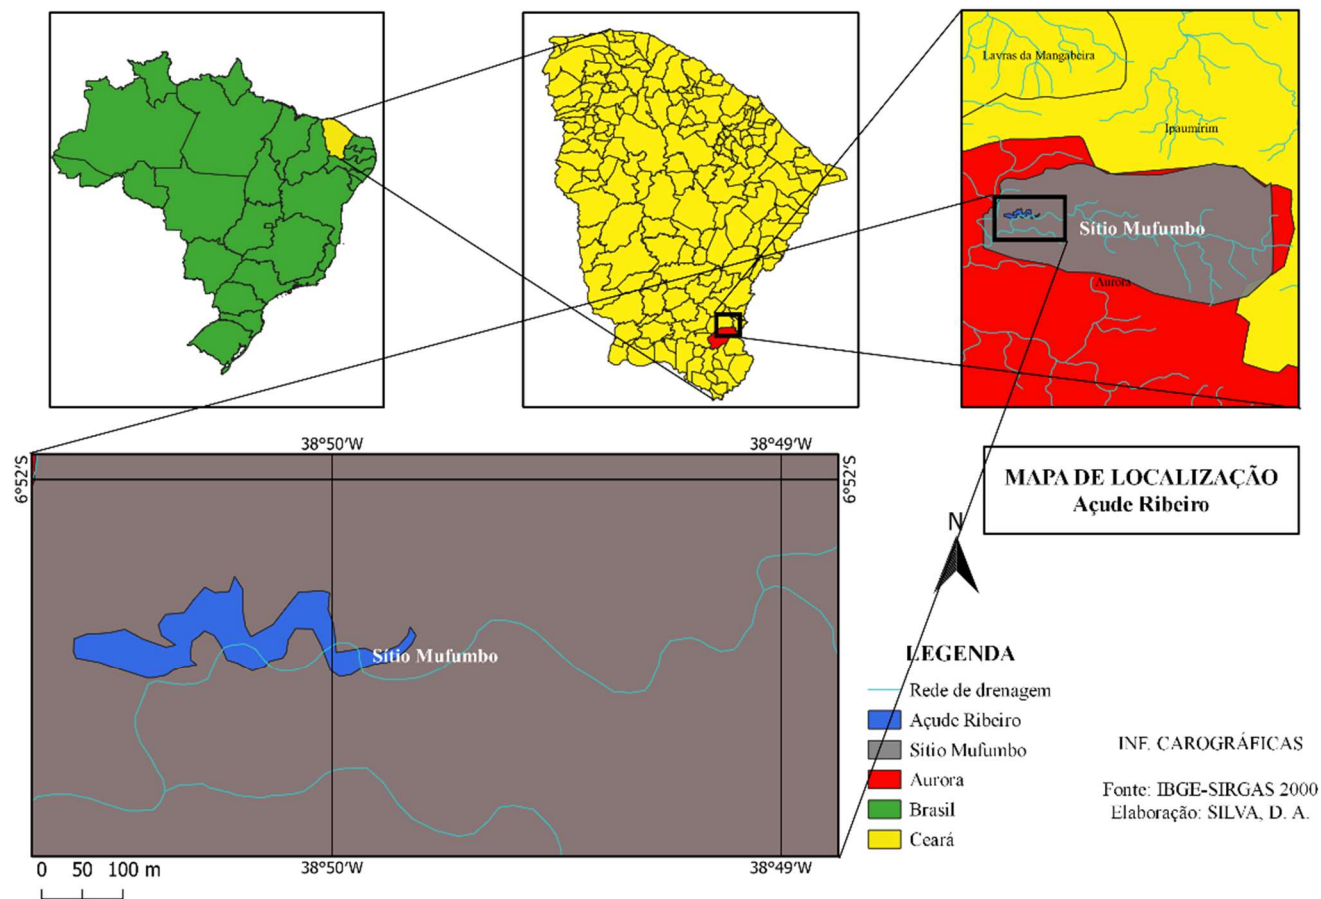 Lavras da Mangabeira
Ipaumirim
Sítio Mufumbo
Aurora
38°50'W
38°49'W
6°52'S
6°52'S
MAPA DE LOCALIZAÇÃO
Açude Ribeiro
N
Sítio Mufumbo
LEGENDA
Rede de drenagem
Açude Ribeiro
Sítio Mufumbo
Aurora
Brasil
Ceará
INF. CAROGRÁFICAS
Fonte: IBGE-SIRGAS 2000
Elaboração: SILVA, D. A.
38°50'W
38°49'W
0 50 100 m